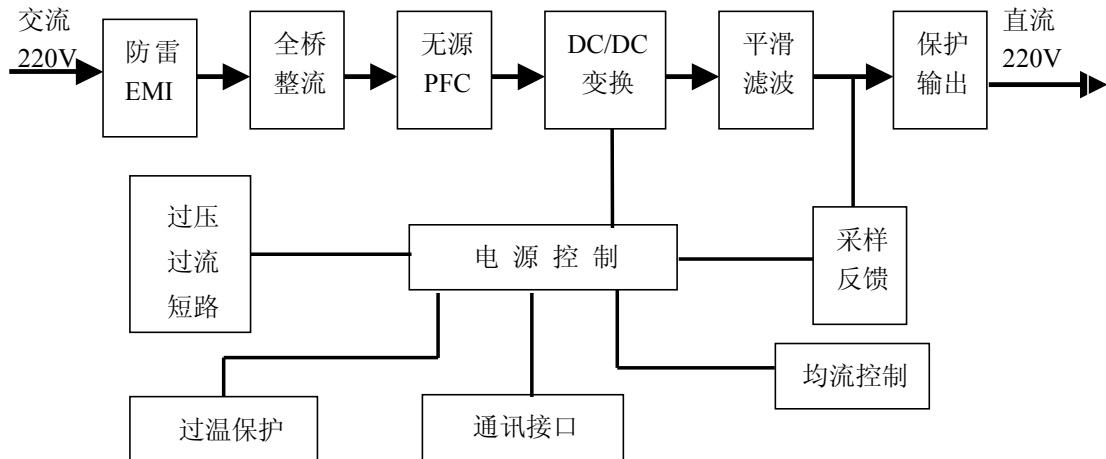 交流
220V
防雷
EMI
全桥
整流
无源
PFC
DC/DC
变换
平滑
滤波
保护
输出
直流
220V
过压
过流
短路
电源控制
采样
反馈
均流控制
过温保护
通讯接口